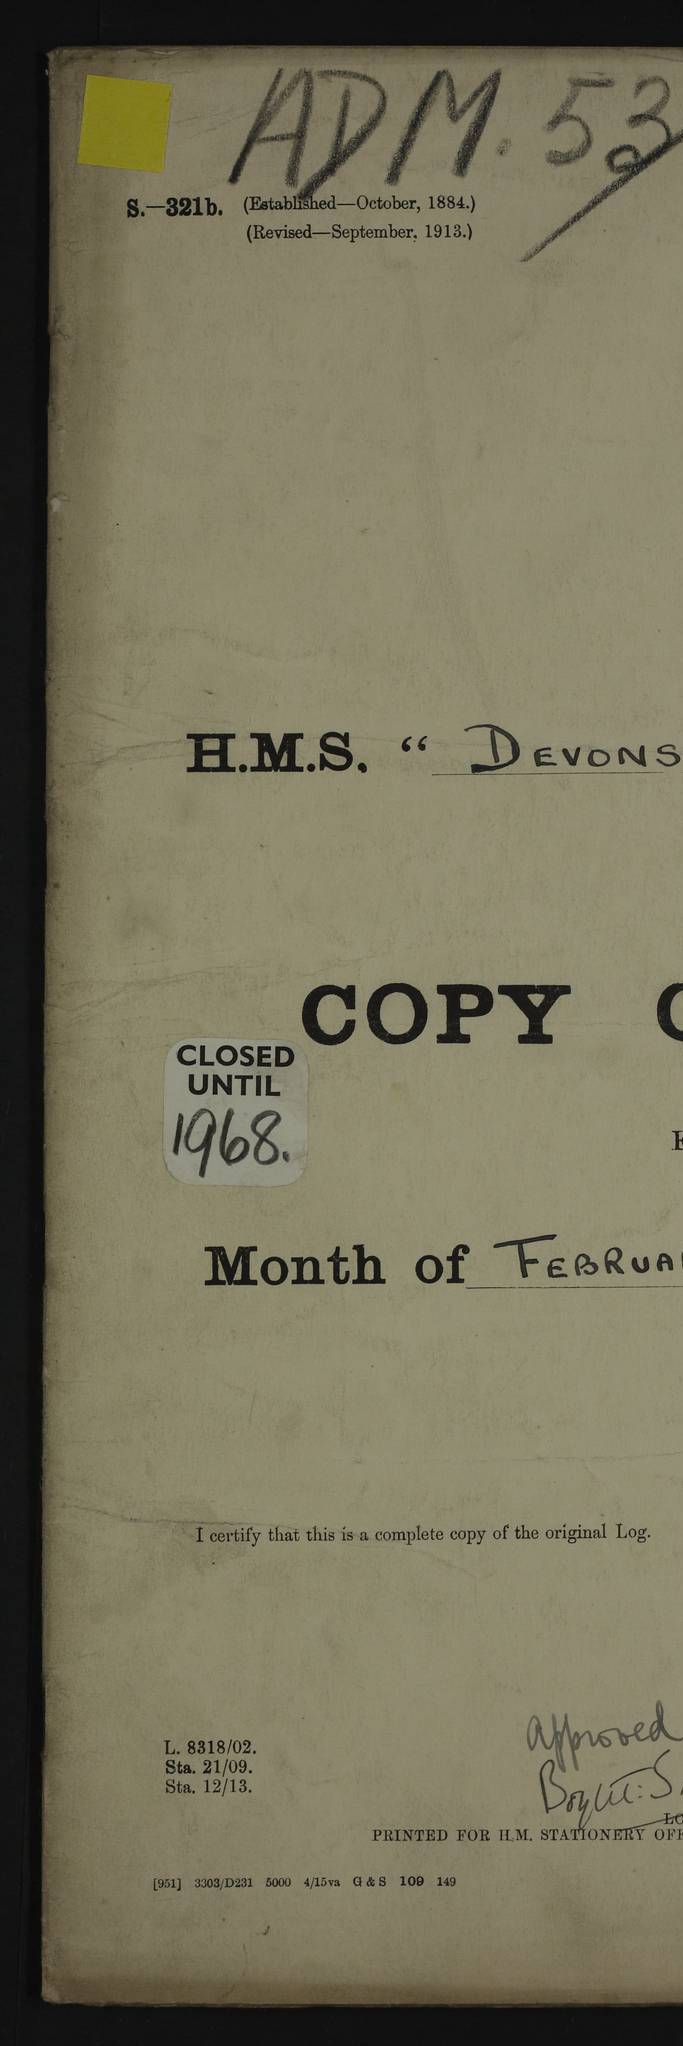 ADM. 53
S.—321b. (Established—October, 1884.)
(Revised—September, 1913.)
H.M.S. “ DEVONS
COPY
CLOSED
UNTIL
1968.
Month of FEBRUA
I certify that this is a complete copy of the original Log.
Approved
L. 8318/02.
Sta. 21/09.
Sta. 12/13.
LO
PRINTED FOR H.M. STATIONERY OFF
[951] 3303/D231 5000 4/15va G & S 109 149